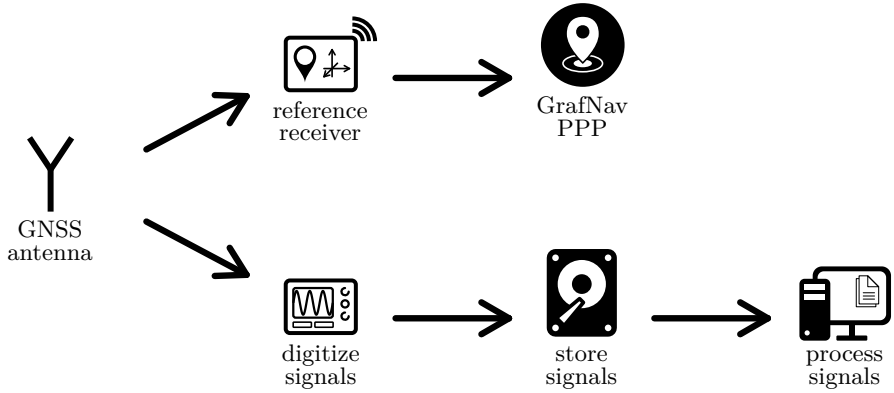 reference
receiver
GrafNav
PPP
GNSS
antenna
digitize
signals
store
signals
process
signals